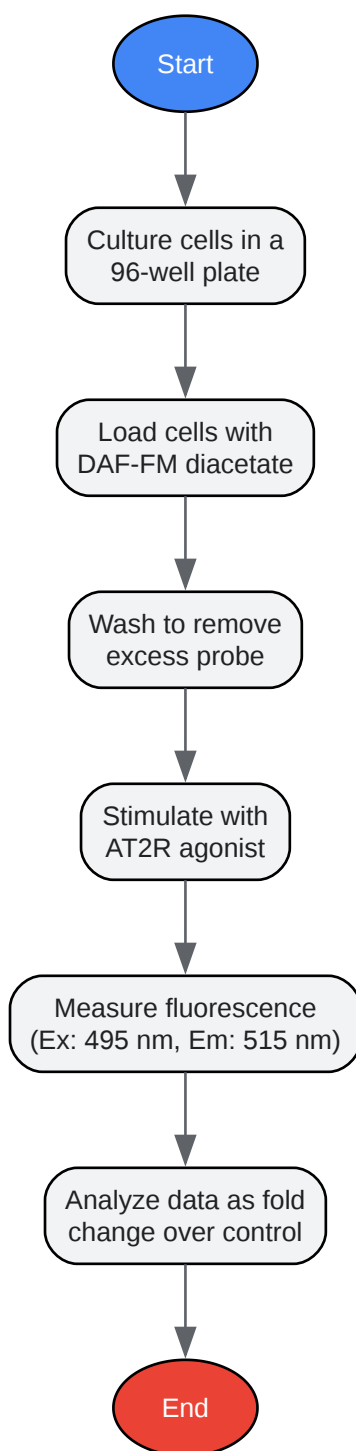 Start
Culture cells in a
96-well plate
Load cells with
DAF-FM diacetate
Wash to remove
excess probe
Stimulate with
AT2R agonist
Measure fluorescence
(Ex: 495 nm, Em: 515 nm)
Analyze data as fold
change over control
End